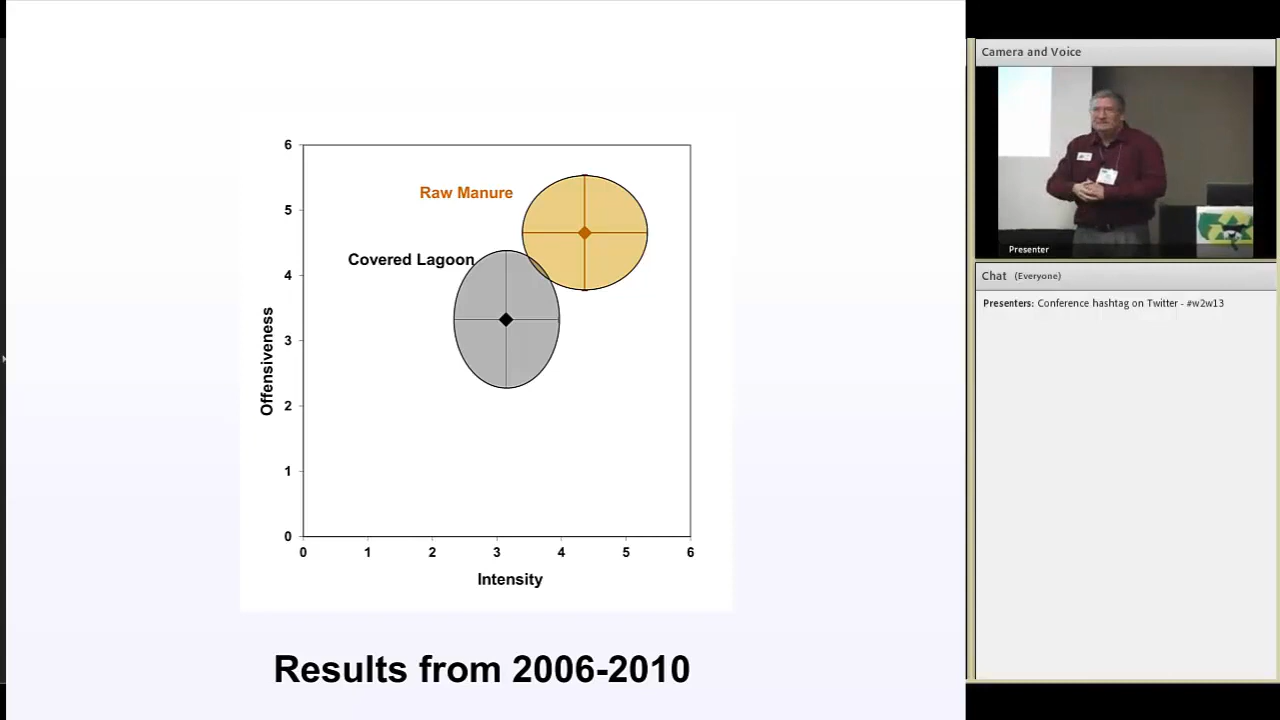 6
Raw Manure
5
Covered Lagoon
4
3
2
1
0
Offensiveness
0 1 2 3 4 5 6
Intensity
Results from 2006-2010
Camera and Voice
Presenter
Chat (Everyone)
Presenters: Conference hashtag on Twitter - #w2w13